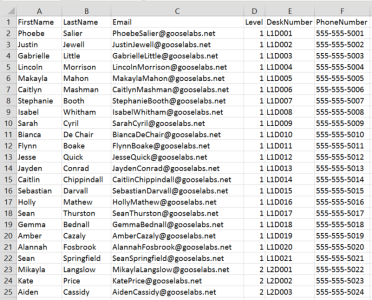 A B C D E F
1 FirstName LastName Email Level DeskNumber PhoneNumber
2 Phoebe Salier PhoebeSalier@gooselabs.net 1 L1D001 555-555-5001
3 Justin Jewell JustinJewell@gooselabs.net 1 L1D002 555-555-5002
4 Gabrielle Little GabrielleLittle@gooselabs.net 1 L1D003 555-555-5003
5 Lincoln Morrison LincolnMorrison@gooselabs.net 1 L1D004 555-555-5004
6 Makayla Mahon MakaylaMahon@gooselabs.net 1 L1D005 555-555-5005
7 Caitlyn Mashman CaitlynMashman@gooselabs.net 1 L1D006 555-555-5006
8 Stephanie Booth StephanieBooth@gooselabs.net 1 L1D007 555-555-5007
9 Isabel Whitham IsabelWhitham@gooselabs.net 1 L1D008 555-555-5008
10 Sarah Cyril SarahCyril@gooselabs.net 1 L1D009 555-555-5009
11 Bianca De Chair BiancaDeChair@gooselabs.net 1 L1D010 555-555-5010
12 Flynn Boake FlynnBoake@gooselabs.net 1 L1D011 555-555-5011
13 Jesse Quick JesseQuick@gooselabs.net 1 L1D012 555-555-5012
14 Jayden Conrad JaydenConrad@gooselabs.net 1 L1D013 555-555-5013
15 Caitlin Chippindall CaitlinChippindall@gooselabs.net 1 L1D014 555-555-5014
16 Sebastian Darvall SebastianDarvall@gooselabs.net 1 L1D015 555-555-5015
17 Holly Mathew HollyMathew@gooselabs.net 1 L1D016 555-555-5016
18 Sean Thurston SeanThurston@gooselabs.net 1 L1D017 555-555-5017
19 Gemma Bednall GemmaBednall@gooselabs.net 1 L1D018 555-555-5018
20 Amber Cazaly AmberCazaly@gooselabs.net 1 L1D019 555-555-5019
21 Alannah Fosbrook AlannahFosbrook@gooselabs.net 1 L1D020 555-555-5020
22 Sean Springfield SeanSpringfield@gooselabs.net 1 L1D021 555-555-5021
23 Mikayla Langslow MikaylaLangslow@gooselabs.net 2 L2D001 555-555-5022
24 Kate Price KatePrice@gooselabs.net 2 L2D002 555-555-5023
25 Aiden Cassidy AidenCassidy@gooselabs.net 2 L2D003 555-555-5024